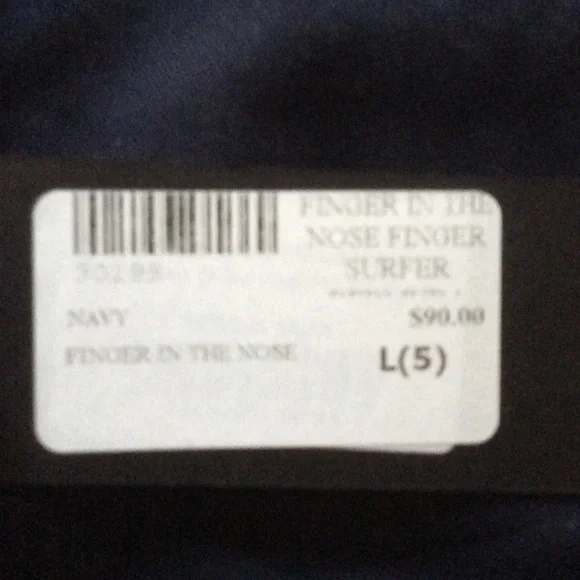 FINGER IN THE
NOSE FINGER
SURFER
NAVY
$90.00
FINGER IN THE NOSE
L(5)